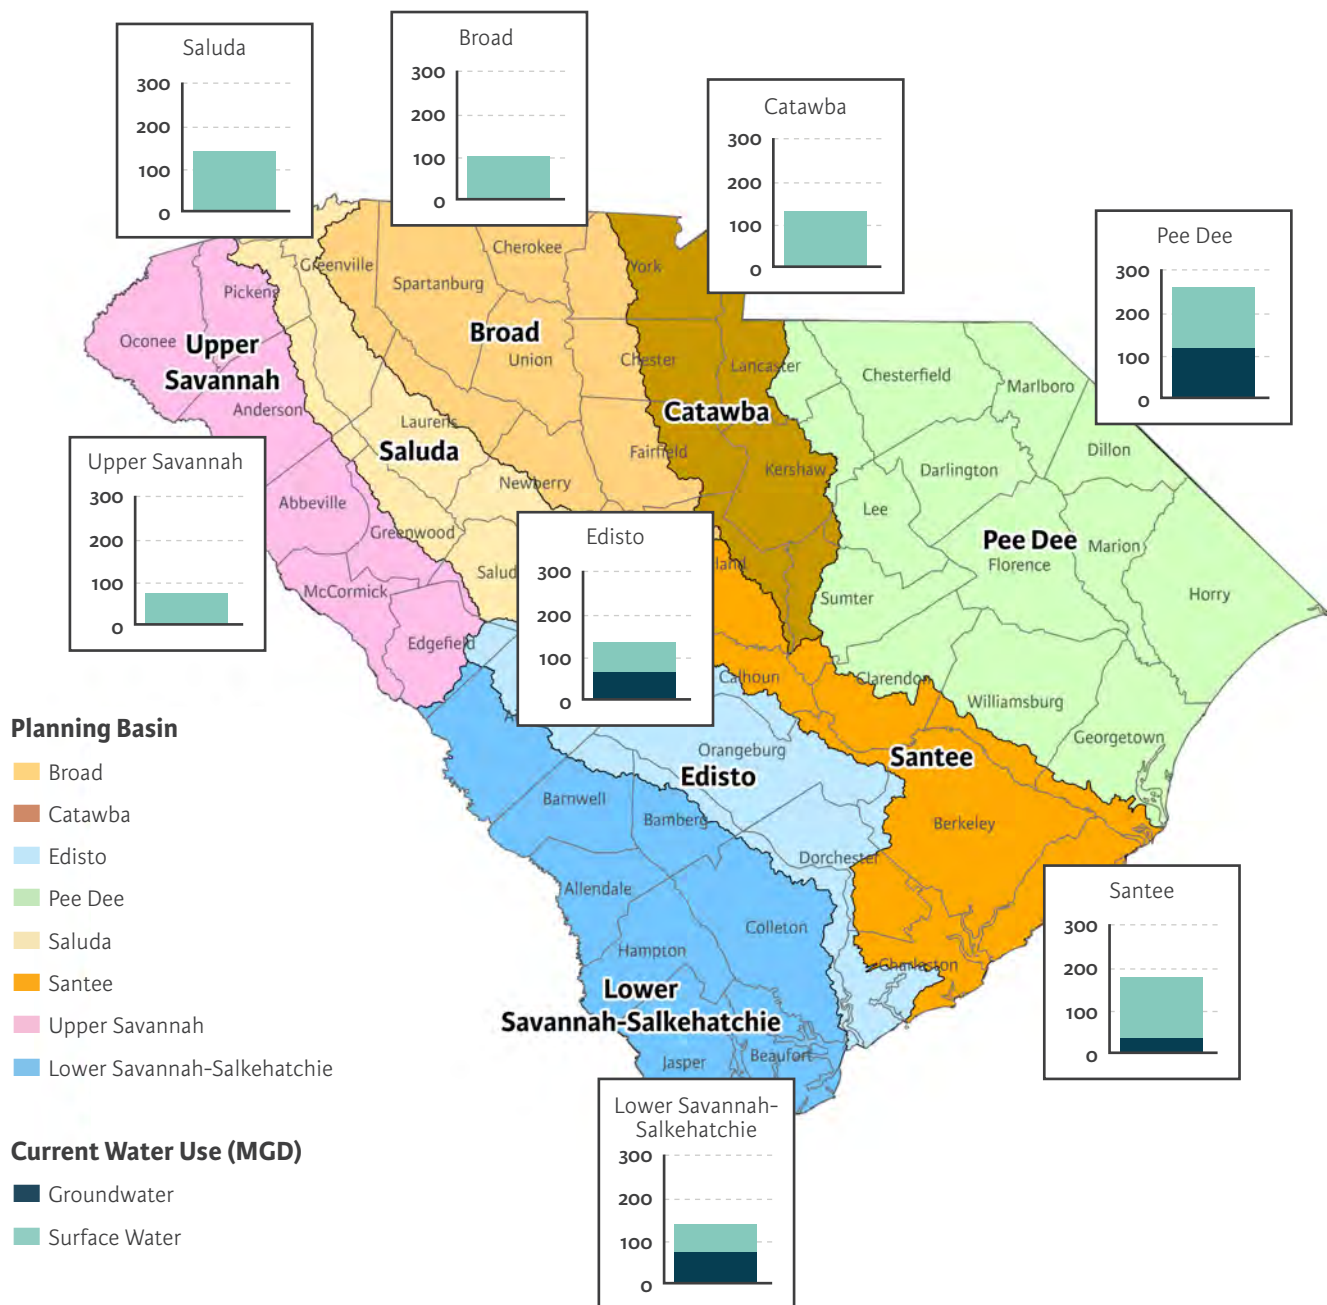 Saluda
300
200
100
0
Broad
300
200
100
0
Catawba
300
200
100
0
Pee Dee
300
200
100
0
Upper Savannah
300
200
100
0
Edisto
300
200
100
0
Santee
300
200
100
0
Lower Savannah-
Salkehatchie
300
200
100
0
Greenville
Cherokee
Spartanburg
York
Pickens
Oconee
Upper
Savannah
Broad
Union
Chester
Lancaster
Chesterfield
Marlboro
Anderson
Laurens
Saluda
Catawba
Fairfield
Kershaw
Darlington
Dillon
Newberry
Abbeville
Greenwood
Lee
Pee Dee
Marion
Florence
McCormick
Sumter
Horry
Edgefield
Calhoun
Clarendon
Williamsburg
Georgetown
Orangeburg
Edisto
Santee
Barnwell
Bamberg
Berkeley
Dorchester
Allendale
Colleton
Hampton
Charleston
Lower
Savannah-Salkehatchie
Jasper
Beaufort
Planning Basin
Broad
Catawba
Edisto
Pee Dee
Saluda
Santee
Upper Savannah
Lower Savannah-Salkehatchie
Current Water Use (MGD)
Groundwater
Surface Water